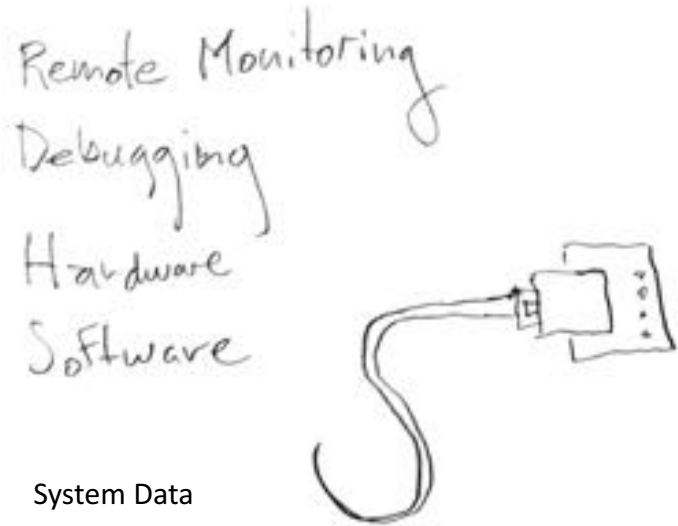 Remote Monitoring
Debugging
Hardware
Software
System Data